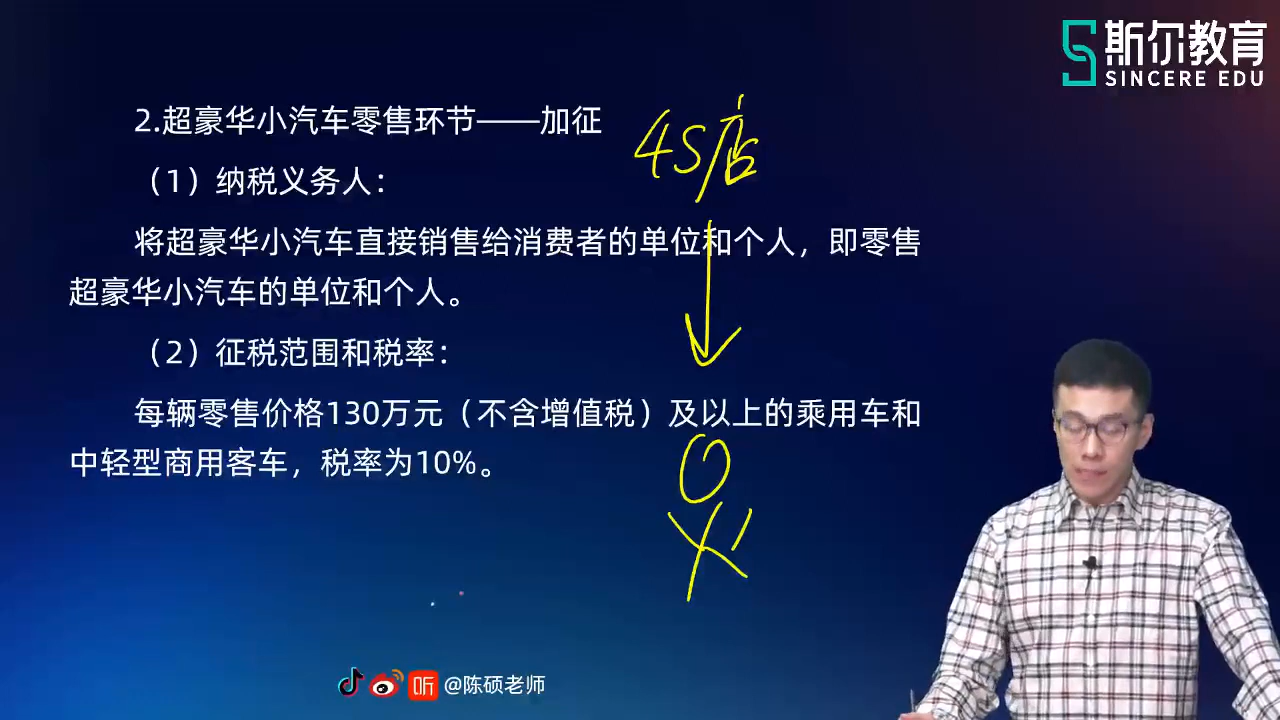 斯尔教育
SINCERE EDU
2.超豪华小汽车零售环节——加征
4S店
（1）纳税义务人：
将超豪华小汽车直接销售给消费者的单位和个人，即零售
超豪华小汽车的单位和个人。
（2）征税范围和税率：
每辆零售价格130万元（不含增值税）及以上的乘用车和
中轻型商用客车，税率为10%。
听 @陈硕老师